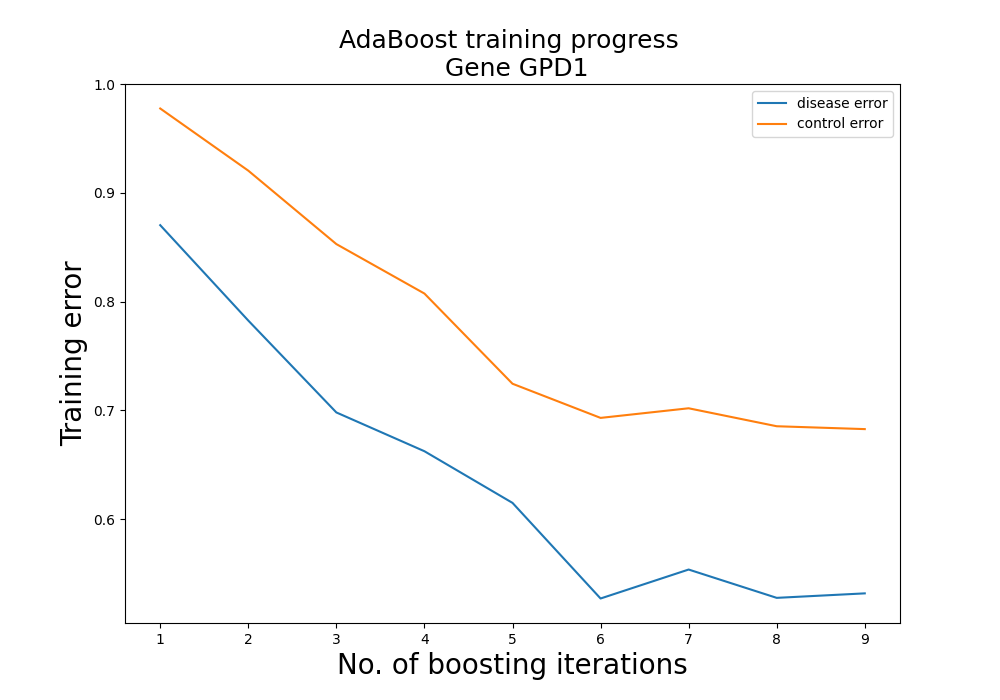 AdaBoost training progress
Gene GPD1
disease error
control error
Training error
1.0
0.9
0.8
0.7
0.6
1 2 3 4 5 6 7 8 9
No. of boosting iterations